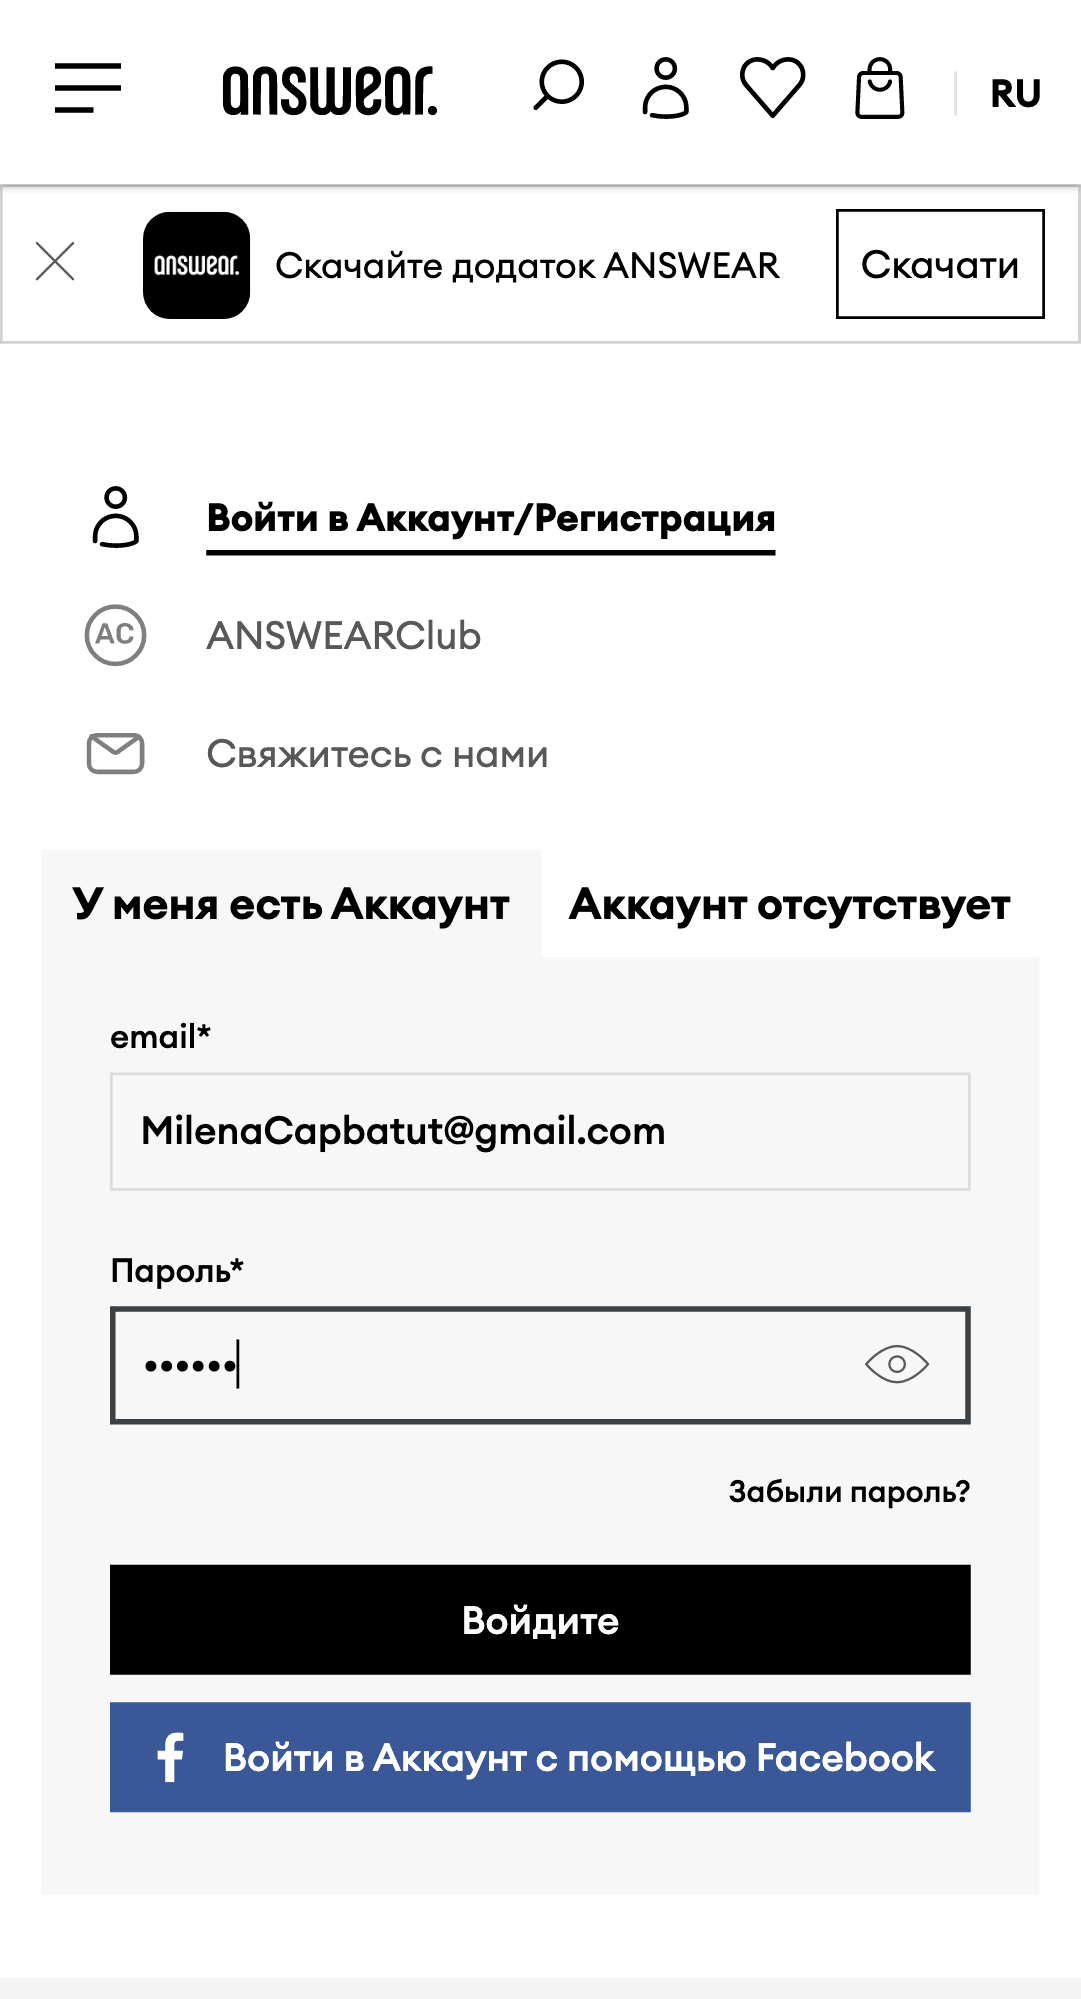 answear.
RU
answear.
Скачайте додаток ANSWEAR
Скачати
Войти в Аккаунт/Регистрация
AC
ANSWEARClub
Свяжитесь с нами
У меня есть Аккаунт
Аккаунт отсутствует
email*
MilenaCapbatut@gmail.com
Пароль*
••••••
Забыли пароль?
Войдите
Войти в Аккаунт с помощью Facebook